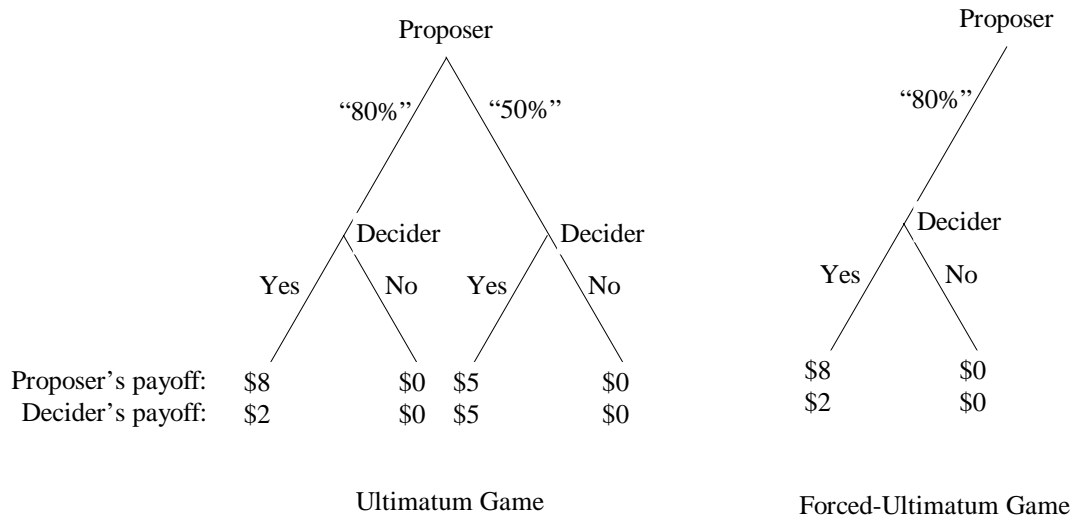 Proposer
“80%”
“50%”
Decider
Decider
Yes
No
Yes
No
Proposer’s payoff: $8 $0 $5 $0
Decider’s payoff: $2 $0 $5 $0
Ultimatum Game
Proposer
“80%”
Decider
Yes
No
$8 $0
$2 $0
Forced-Ultimatum Game